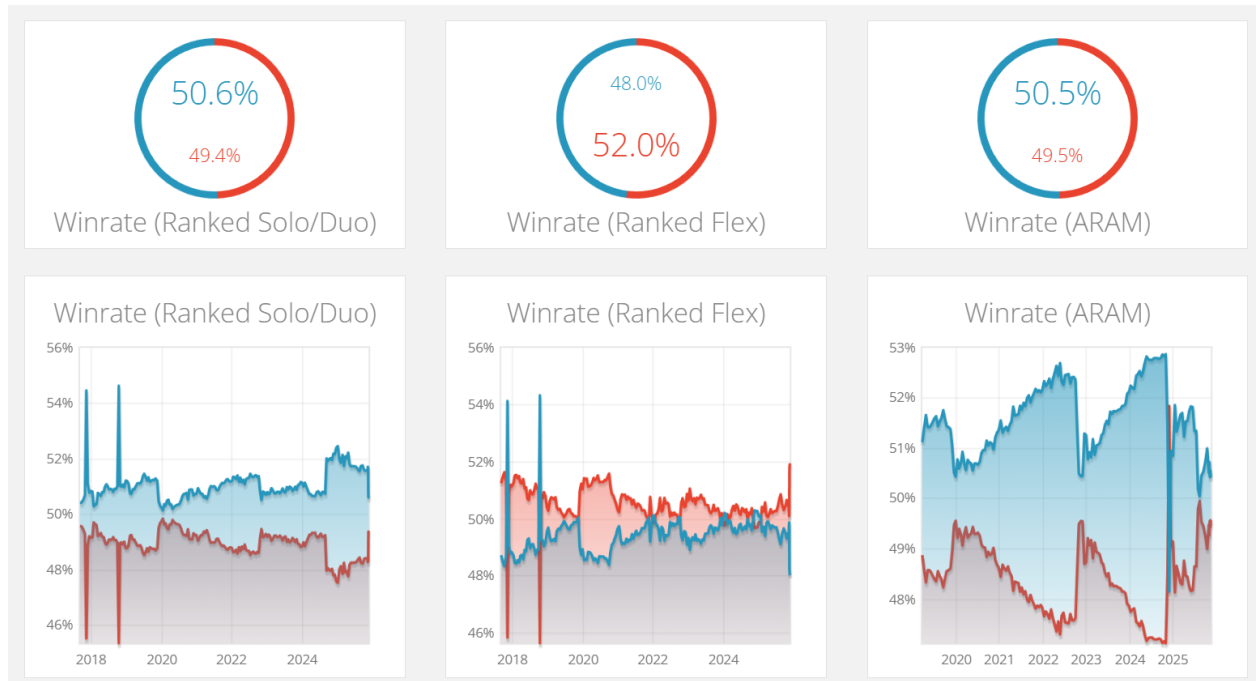 50.6%
49.4%
Winrate (Ranked Solo/Duo)
48.0%
52.0%
Winrate (Ranked Flex)
50.5%
49.5%
Winrate (ARAM)
Winrate (Ranked Solo/Duo)
56%
54%
52%
50%
48%
46%
2018 2020 2022 2024
Winrate (Ranked Flex)
56%
54%
52%
50%
48%
46%
2018 2020 2022 2024
Winrate (ARAM)
53%
52%
51%
50%
49%
48%
2020 2021 2022 2023 2024 2025